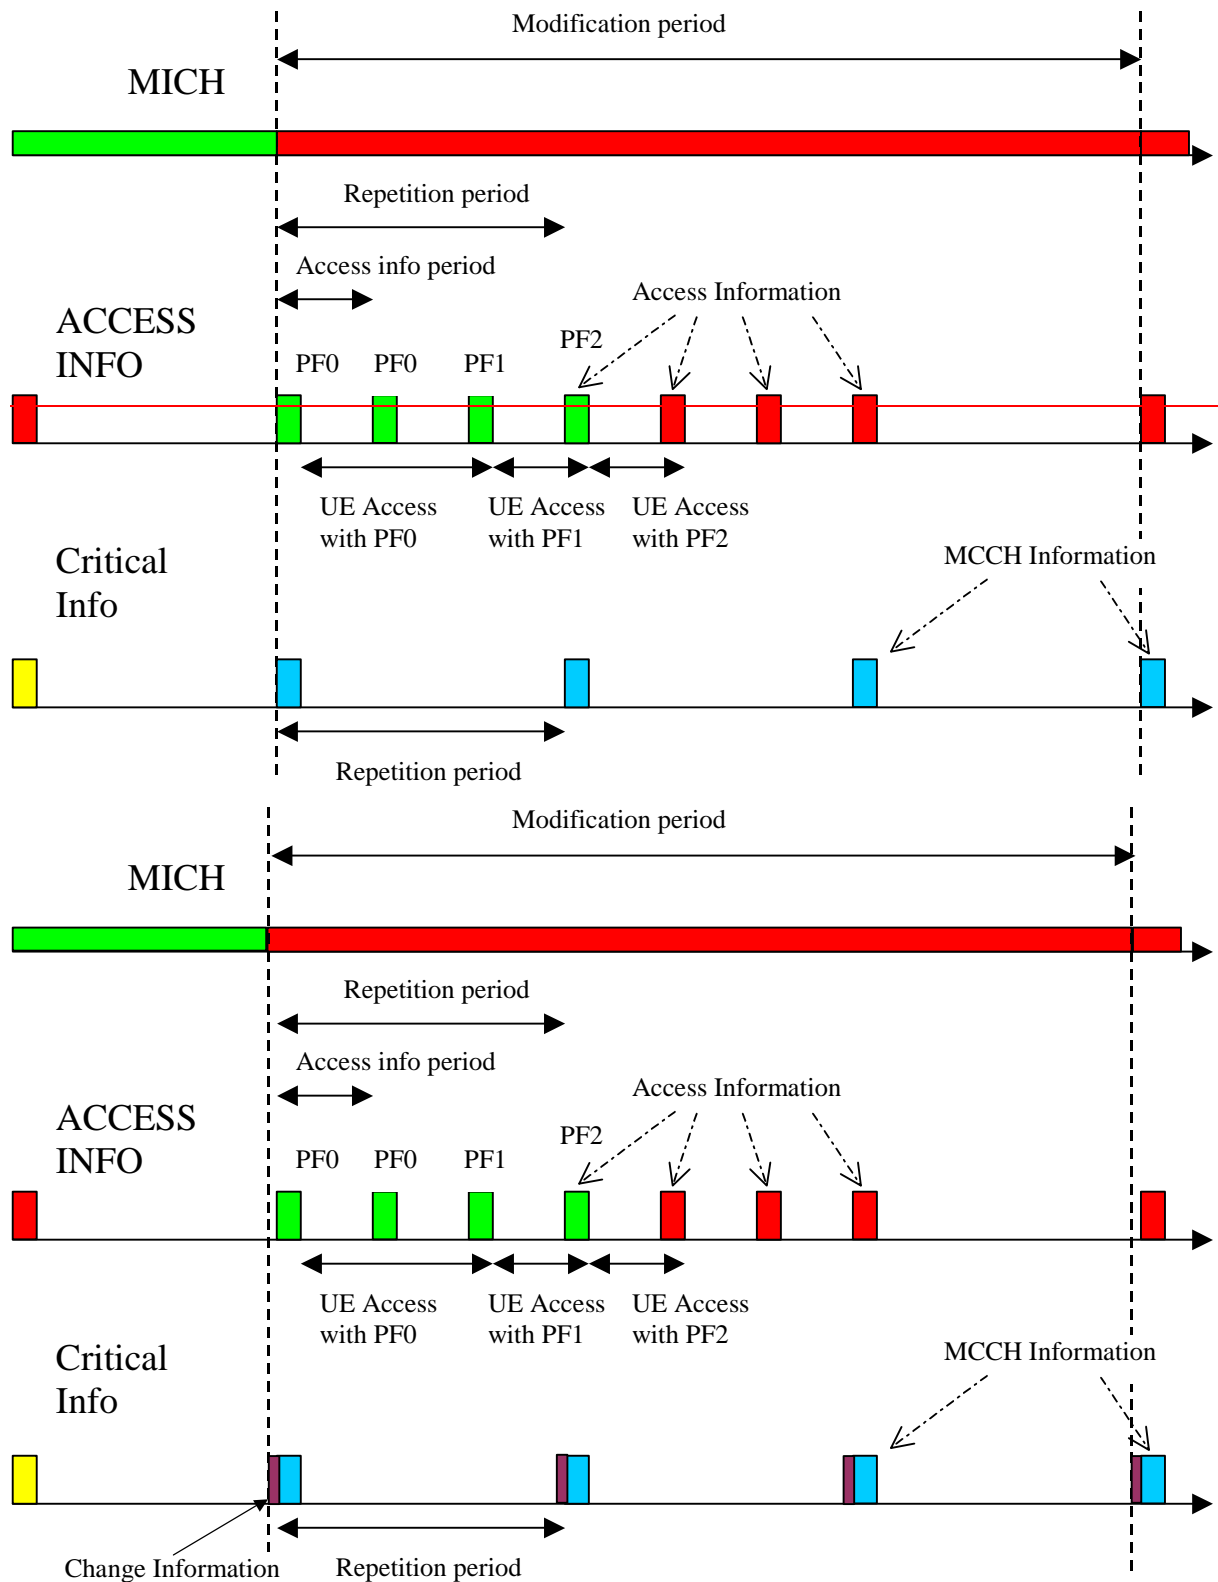 Modification period
MICH
Repetition period
Access info period
Access Information
ACCESS
INFO
PF0
PF0
PF1
PF2
UE Access
with PF0
UE Access
with PF1
UE Access
with PF2
MCCH Information
Critical
Info
Repetition period
Modification period
MICH
Repetition period
Access info period
Access Information
ACCESS
INFO
PF0
PF0
PF1
PF2
UE Access
with PF0
UE Access
with PF1
UE Access
with PF2
MCCH Information
Critical
Info
Change Information
Repetition period